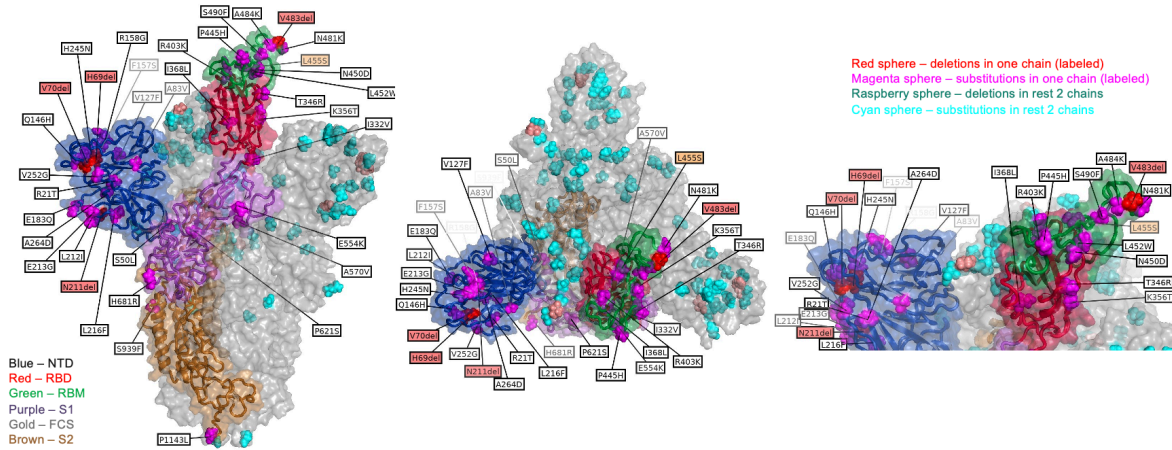 S490F
A484K
V483del
R158G
P445H
H245N
R403K
N481K
H69del
F157S
I368L
L455S
V70del
V127F
A83V
N450D
L452W
Q146H
T346R
K356T
I332V
V252G
R21T
E183Q
A264D
E213G
L212I
S50L
E554K
N211del
H681R
A570V
L216F
P621S
S939F
P1143L
Blue – NTD
Red – RBD
Green – RBM
Purple – S1
Gold – FCS
Brown – S2
A570V
V127F
S50L
L455S
A83V
N481K
F157S
V483del
E183Q
K356T
L212I
T346R
E213G
H245N
Q146H
V70del
I332V
H69del
V252G
R21T
H681R
P621S
I368L
N211del
L216F
E554K
R403K
A264D
P445H
Red sphere – deletions in one chain (labeled)
Magenta sphere – substitutions in one chain (labeled)
Raspberry sphere – deletions in rest 2 chains
Cyan sphere – substitutions in rest 2 chains
A484K
H69del
A264D
I368L
P445H
S490F
V483del
F157S
V70del
H245N
R403K
N481K
Q146H
V127F
A83V
L455S
E183Q
L452W
N450D
V252G
T346R
R21T
K356T
E213G
L212I
N211del
L216F